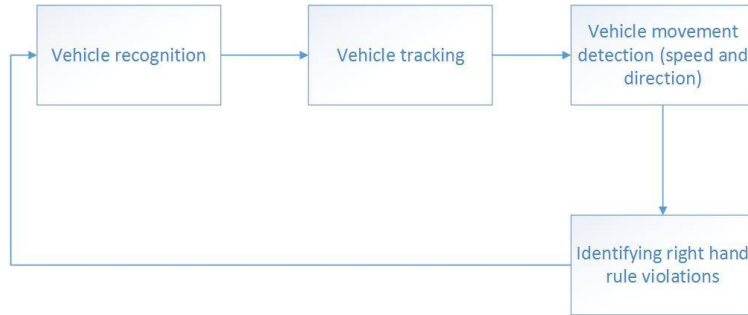 Vehicle recognition
Vehicle tracking
Vehicle movement
detection (speed and
direction)
Identifying right hand
rule violations